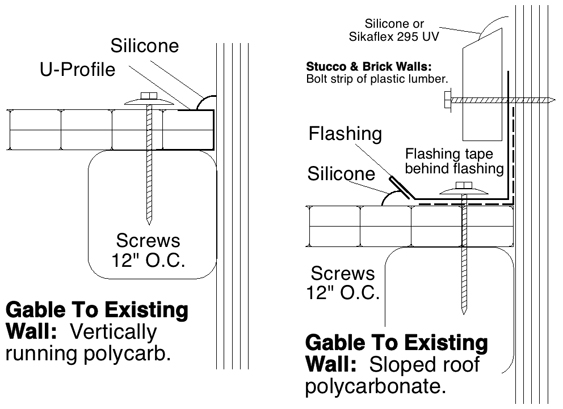 Silicone
U-Profile
Screws
12" O.C.
Gable To Existing
Wall: Vertically
running polycarb.
Silicone or
Sikaflex 295 UV
Stucco & Brick Walls:
Bolt strip of plastic lumber.
Flashing
Flashing tape
behind flashing
Silicone
Screws
12" O.C.
Gable To Existing
Wall: Sloped roof
polycarbonate.